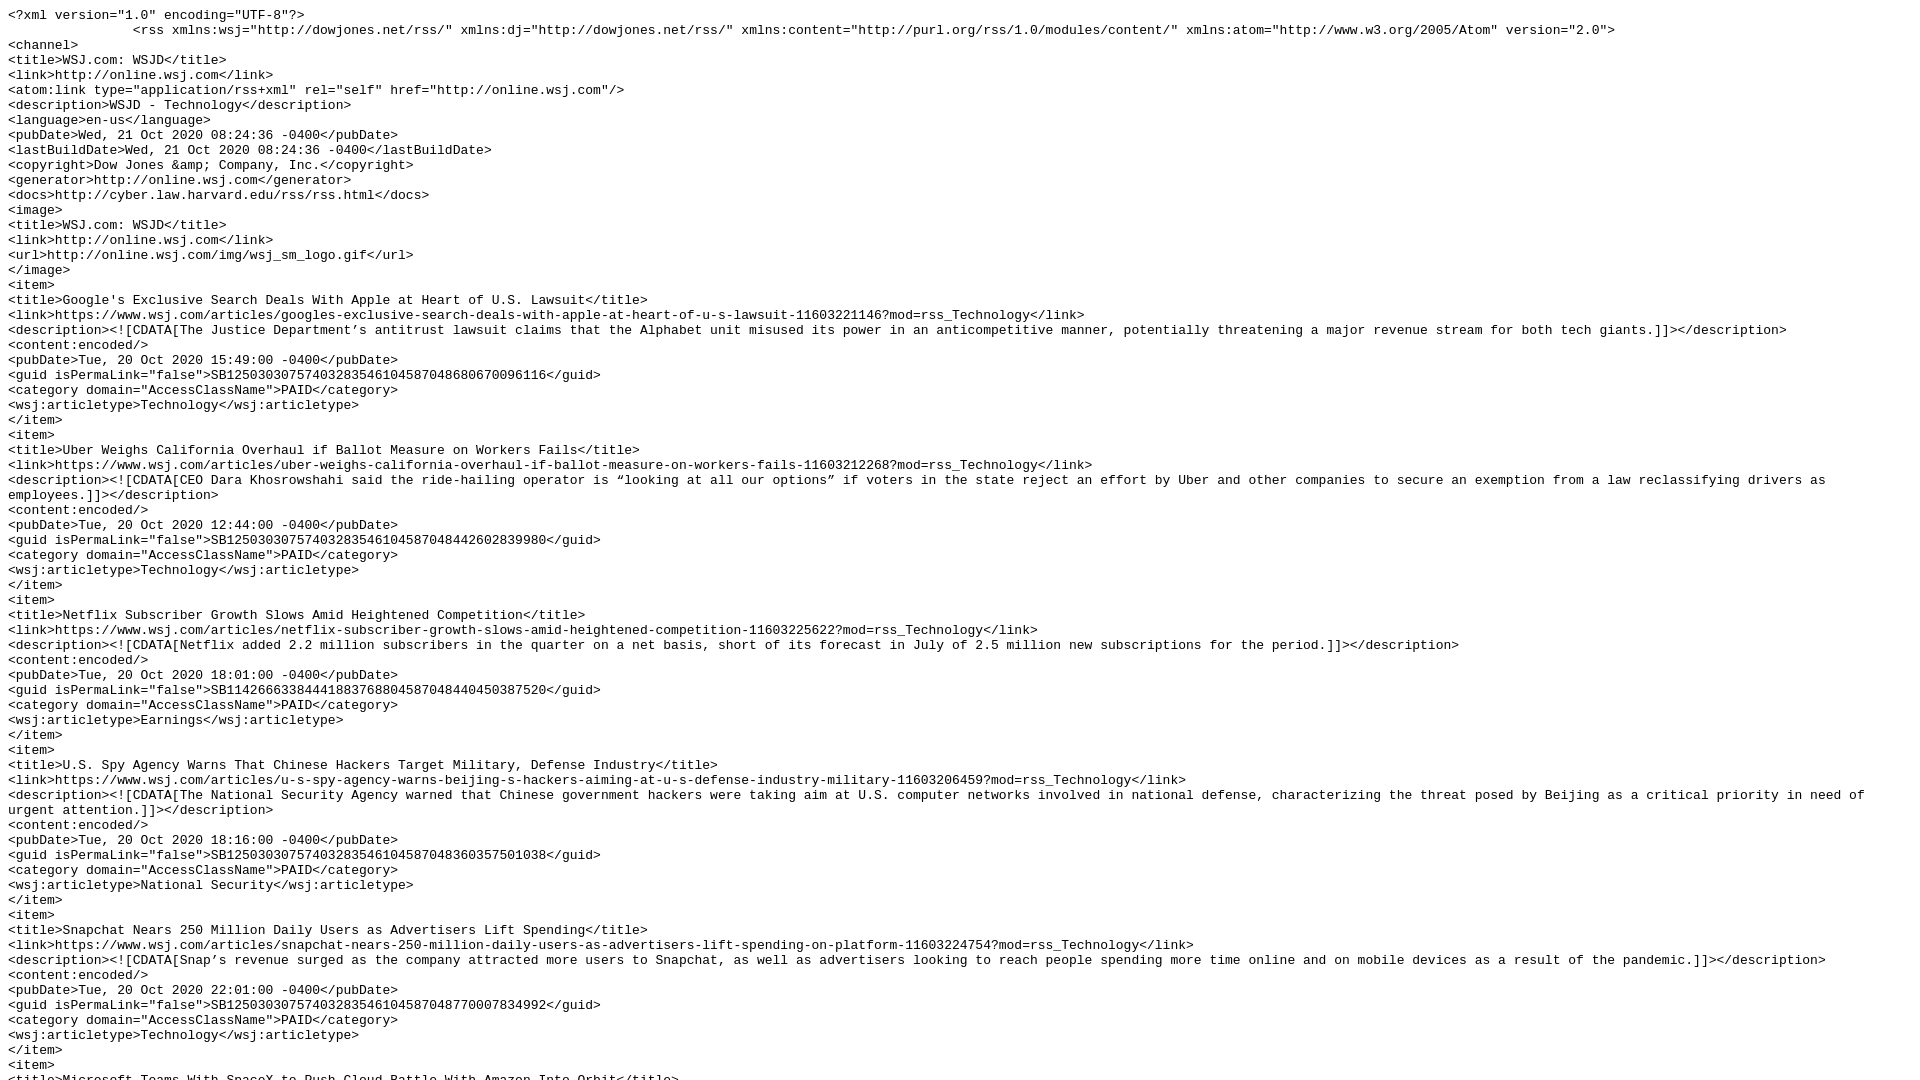 <?xml version="1.0" encoding="UTF-8"?>
<rss xmlns:wsj="http://dowjones.net/rss/" xmlns:dj="http://dowjones.net/rss/" xmlns:content="http://purl.org/rss/1.0/modules/content/" xmlns:atom="http://www.w3.org/2005/Atom" version="2.0">
<channel>
<title>WSJ.com: WSJD</title>
<link>http://online.wsj.com</link>
<atom:link type="application/rss+xml" rel="self" href="http://online.wsj.com"/>
<description>WSJD - Technology</description>
<language>en-us</language>
<pubDate>Wed, 21 Oct 2020 08:24:36 -0400</pubDate>
<lastBuildDate>Wed, 21 Oct 2020 08:24:36 -0400</lastBuildDate>
<copyright>Dow Jones &amp; Company, Inc.</copyright>
<generator>http://online.wsj.com</generator>
<docs>http://cyber.law.harvard.edu/rss/rss.html</docs>
<image>
<title>WSJ.com: WSJD</title>
<link>http://online.wsj.com</link>
<url>http://online.wsj.com/img/wsj_sm_logo.gif</url>
</image>
<item>
<title>Google's Exclusive Search Deals With Apple at Heart of U.S. Lawsuit</title>
<link>https://www.wsj.com/articles/googles-exclusive-search-deals-with-apple-at-heart-of-u-s-lawsuit-11603221146?mod=rss_Technology</link>
<description><![CDATA[The Justice Department’s antitrust lawsuit claims that the Alphabet unit misused its power in an anticompetitive manner, potentially threatening a major revenue stream for both tech giants.]]></description>
<content:encoded/>
<pubDate>Tue, 20 Oct 2020 15:49:00 -0400</pubDate>
<guid isPermaLink="false">SB12503030757403283546104587048680670096116</guid>
<category domain="AccessClassName">PAID</category>
<wsj:articletype>Technology</wsj:articletype>
</item>
<item>
<title>Uber Weighs California Overhaul if Ballot Measure on Workers Fails</title>
<link>https://www.wsj.com/articles/uber-weighs-california-overhaul-if-ballot-measure-on-workers-fails-11603212268?mod=rss_Technology</link>
<description><![CDATA[CEO Dara Khosrowshahi said the ride-hailing operator is “looking at all our options” if voters in the state reject an effort by Uber and other companies to secure an exemption from a law reclassifying drivers as
employees.]]></description>
<content:encoded/>
<pubDate>Tue, 20 Oct 2020 12:44:00 -0400</pubDate>
<guid isPermaLink="false">SB12503030757403283546104587048442602839980</guid>
<category domain="AccessClassName">PAID</category>
<wsj:articletype>Technology</wsj:articletype>
</item>
<item>
<title>Netflix Subscriber Growth Slows Amid Heightened Competition</title>
<link>https://www.wsj.com/articles/netflix-subscriber-growth-slows-amid-heightened-competition-11603225622?mod=rss_Technology</link>
<description><![CDATA[Netflix added 2.2 million subscribers in the quarter on a net basis, short of its forecast in July of 2.5 million new subscriptions for the period.]]></description>
<content:encoded/>
<pubDate>Tue, 20 Oct 2020 18:01:00 -0400</pubDate>
<guid isPermaLink="false">SB11426663384441883768804587048440450387520</guid>
<category domain="AccessClassName">PAID</category>
<wsj:articletype>Earnings</wsj:articletype>
</item>
<item>
<title>U.S. Spy Agency Warns That Chinese Hackers Target Military, Defense Industry</title>
<link>https://www.wsj.com/articles/u-s-spy-agency-warns-beijing-s-hackers-aiming-at-u-s-defense-industry-military-11603206459?mod=rss_Technology</link>
<description><![CDATA[The National Security Agency warned that Chinese government hackers were taking aim at U.S. computer networks involved in national defense, characterizing the threat posed by Beijing as a critical priority in need of
urgent attention.]]></description>
<content:encoded/>
<pubDate>Tue, 20 Oct 2020 18:16:00 -0400</pubDate>
<guid isPermaLink="false">SB12503030757403283546104587048360357501038</guid>
<category domain="AccessClassName">PAID</category>
<wsj:articletype>National Security</wsj:articletype>
</item>
<item>
<title>Snapchat Nears 250 Million Daily Users as Advertisers Lift Spending</title>
<link>https://www.wsj.com/articles/snapchat-nears-250-million-daily-users-as-advertisers-lift-spending-on-platform-11603224754?mod=rss_Technology</link>
<description><![CDATA[Snap’s revenue surged as the company attracted more users to Snapchat, as well as advertisers looking to reach people spending more time online and on mobile devices as a result of the pandemic.]]></description>
<content:encoded/>
<pubDate>Tue, 20 Oct 2020 22:01:00 -0400</pubDate>
<guid isPermaLink="false">SB12503030757403283546104587048770007834992</guid>
<category domain="AccessClassName">PAID</category>
<wsj:articletype>Technology</wsj:articletype>
</item>
<item>
<title>Microsoft Teams With SpaceX to Push Cloud Battle With Amazon Into Orbit</title>